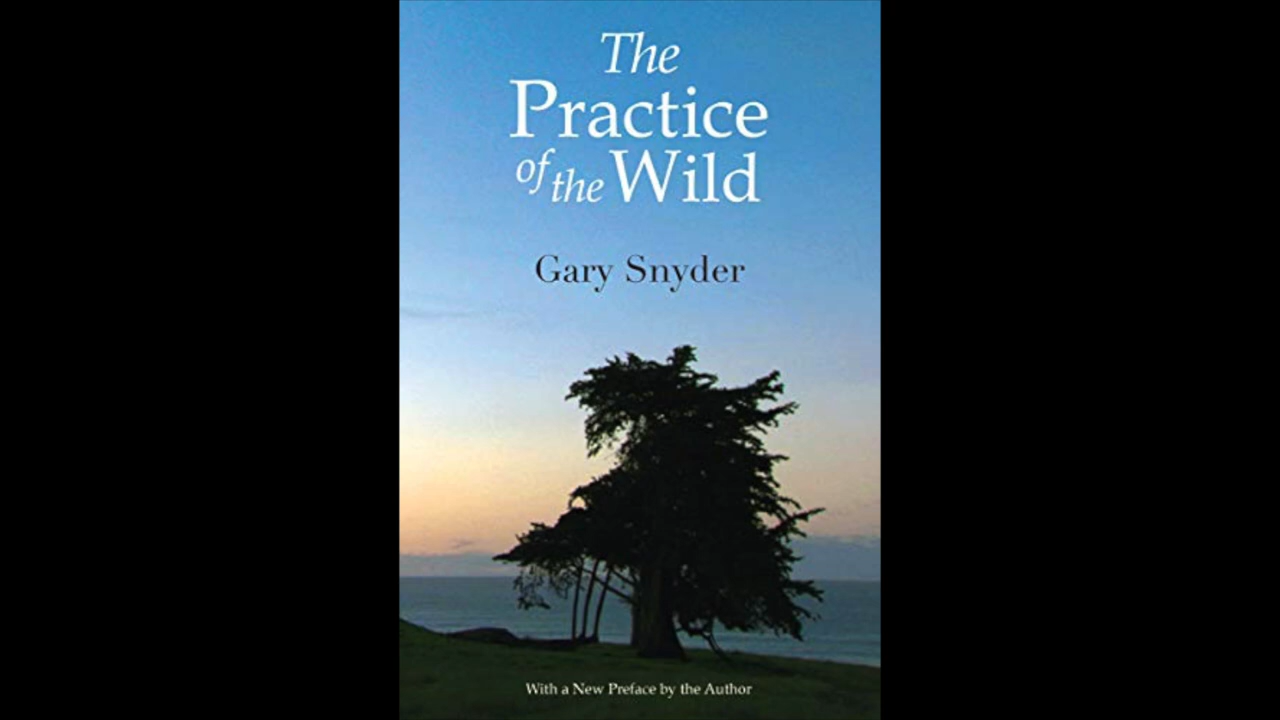 The
Practice
of the Wild
Gary Snyder
With a New Preface by the Author